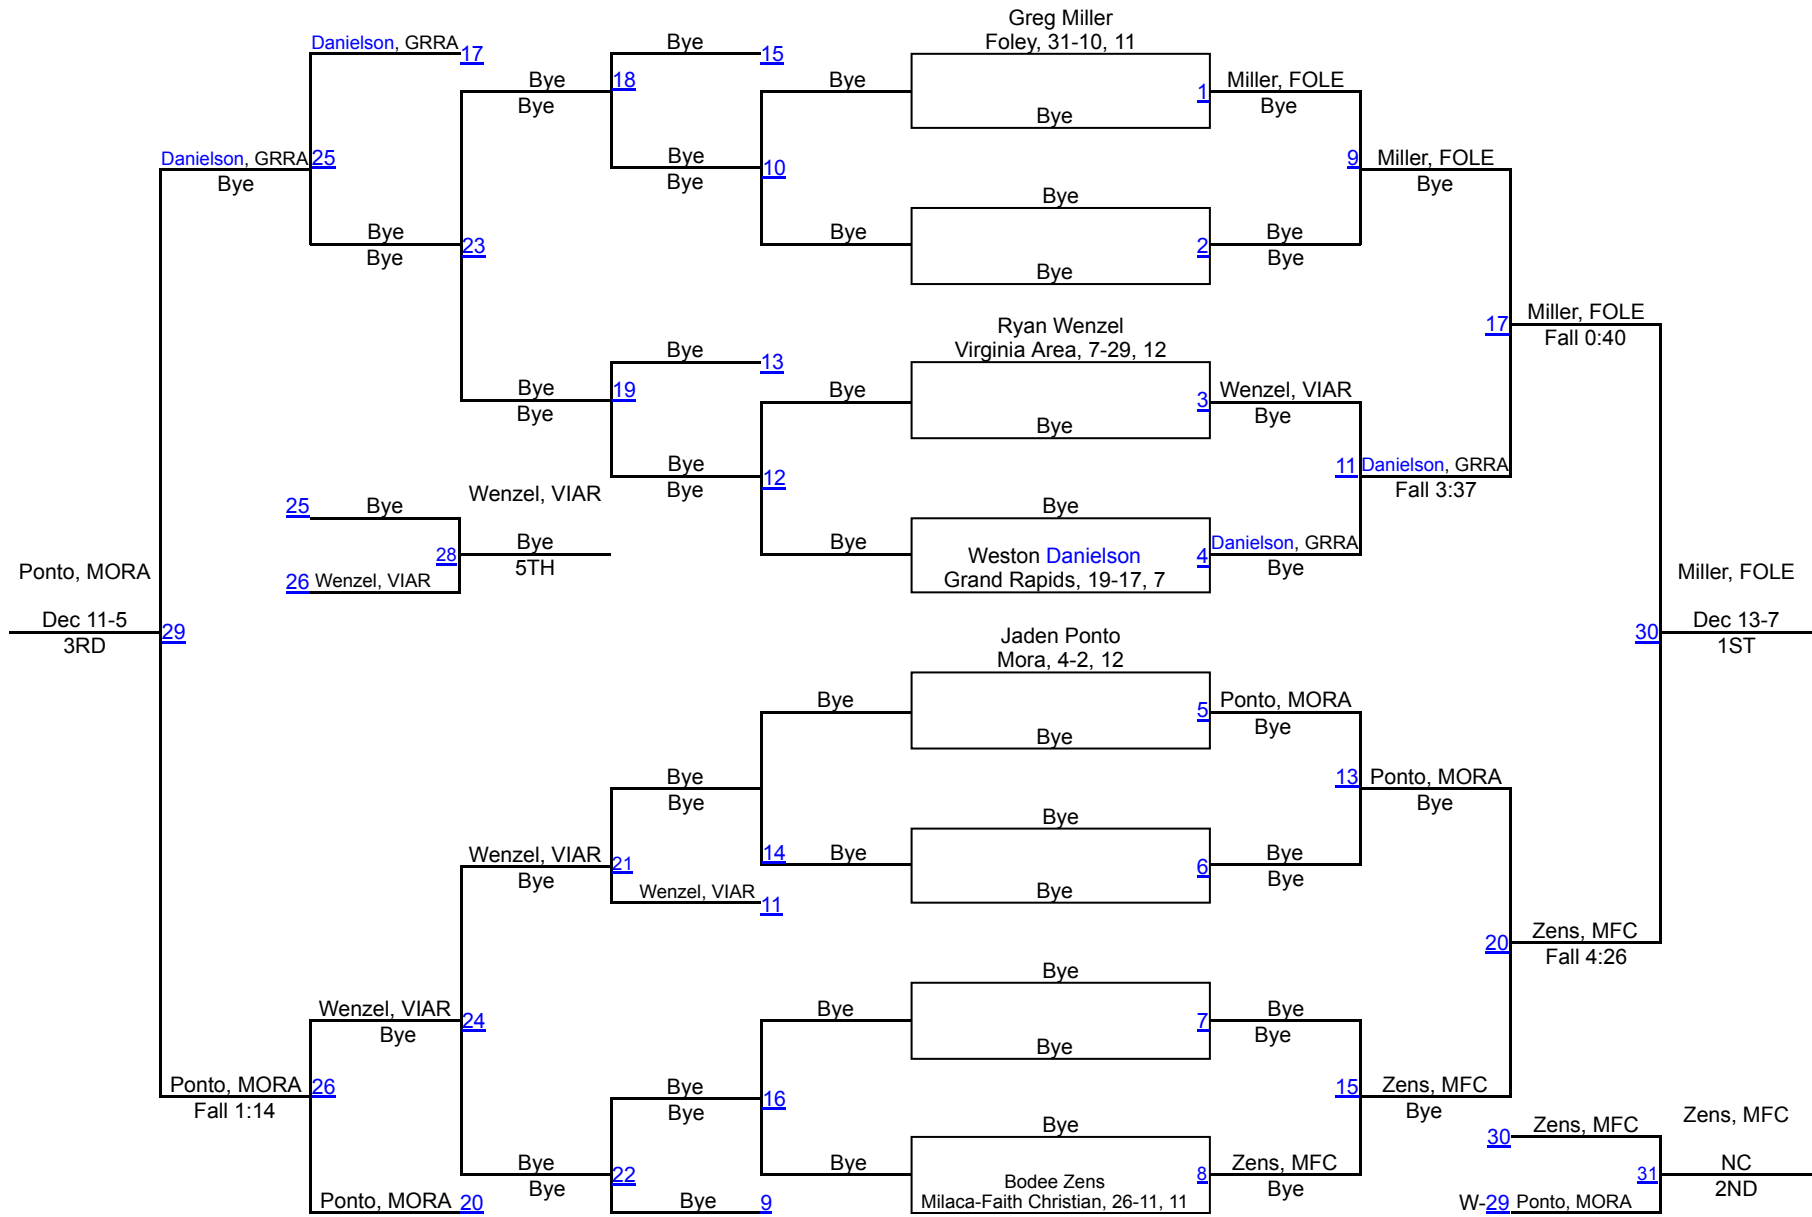 Greg Miller
Foley, 31-10, 11
Danielson, GRRA
17
Bye
15
Bye
18
Bye
Bye
1
Miller, FOLE
Bye
Bye
Bye
Danielson, GRRA
25
Bye
Bye
10
Bye
Bye
9
Miller, FOLE
Bye
Bye
23
Bye
Bye
2
Bye
Bye
Bye
Ryan Wenzel
Virginia Area, 7-29, 12
17
Miller, FOLE
Fall 0:40
Bye
13
Bye
19
Bye
Bye
3
Wenzel, VIAR
Bye
Bye
Bye
12
Bye
11
Danielson, GRRA
Fall 3:37
25
Bye
Wenzel, VIAR
28
Bye
5TH
26
Wenzel, VIAR
Bye
Bye
Weston Danielson
Grand Rapids, 19-17, 7
4
Danielson, GRRA
Bye
Ponto, MORA
Dec 11-5
3RD
29
Miller, FOLE
30
Dec 13-7
1ST
Jaden Ponto
Mora, 4-2, 12
Bye
Bye
5
Ponto, MORA
Bye
Bye
Bye
13
Ponto, MORA
Bye
Bye
Wenzel, VIAR
21
Bye
14
Bye
6
Bye
Bye
Bye
Wenzel, VIAR
11
20
Zens, MFC
Fall 4:26
Bye
Wenzel, VIAR
24
Bye
Bye
7
Bye
Bye
Bye
Ponto, MORA
26
Fall 1:14
Bye
16
Bye
15
Zens, MFC
Bye
Bye
30
Zens, MFC
Zens, MFC
Bye
22
Bye
Bye
Bodee Zens
Milaca-Faith Christian, 26-11, 11
8
Zens, MFC
Bye
31
NC
2ND
Ponto, MORA
20
Bye
9
W-29
Ponto, MORA